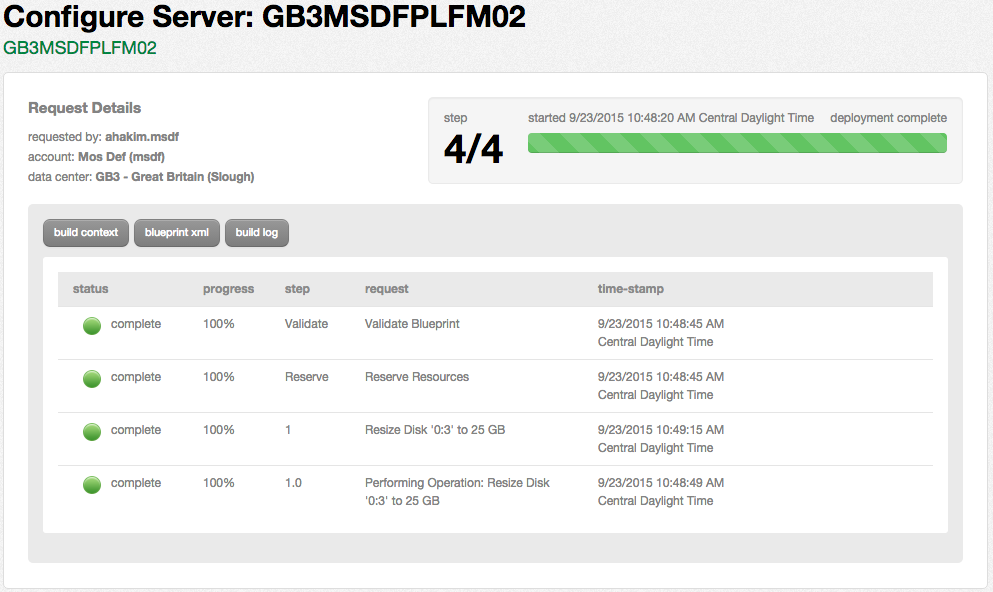 Configure Server: GB3MSDFPLFM02
GB3MSDFPLFM02
Request Details
requested by: ahakim.msdf
account: Mos Def (msdf)
data center: GB3 - Great Britain (Slough)
step
4/4
started 9/23/2015 10:48:20 AM Central Daylight Time deployment complete
build context blueprint xml build log
status progress step request time-stamp
complete 100% Validate Validate Blueprint 9/23/2015 10:48:45 AM
Central Daylight Time
complete 100% Reserve Reserve Resources 9/23/2015 10:48:45 AM
Central Daylight Time
complete 100% 1 Resize Disk '0:3' to 25 GB 9/23/2015 10:49:15 AM
Central Daylight Time
complete 100% 1.0 Performing Operation: Resize Disk 9/23/2015 10:48:49 AM
'0:3' to 25 GB Central Daylight Time